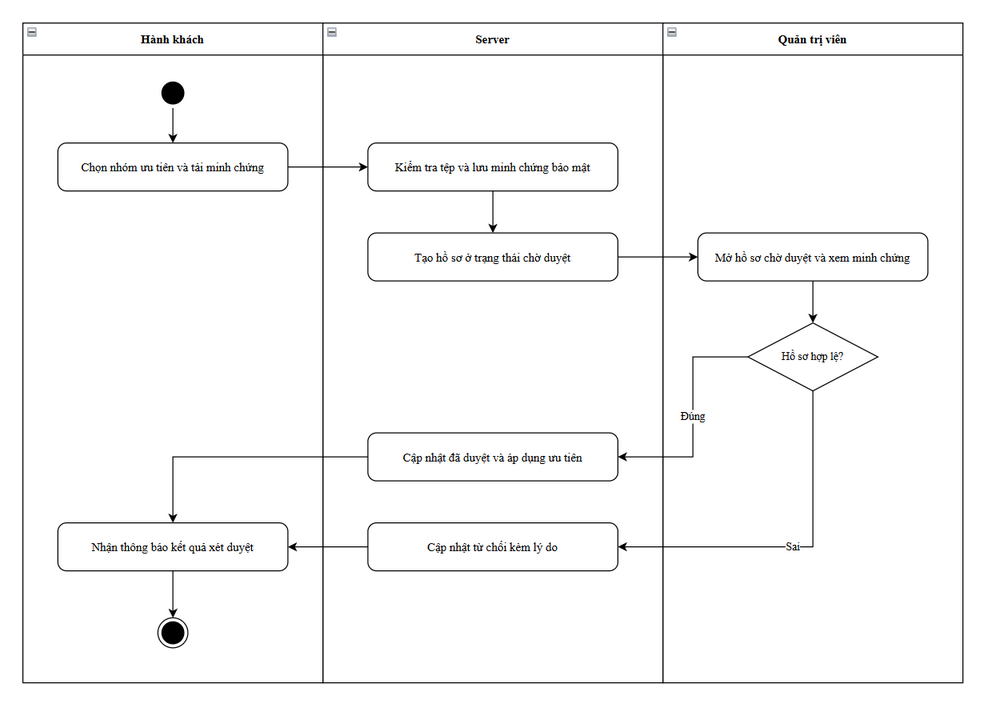 Hành khách
Server
Quản trị viên
Chọn nhóm ưu tiên và tải minh chứng
Kiểm tra tệp và lưu minh chứng bảo mật
Tạo hồ sơ ở trạng thái chờ duyệt
Mở hồ sơ chờ duyệt và xem minh chứng
Hồ sơ hợp lệ?
Đúng
Cập nhật đã duyệt và áp dụng ưu tiên
Nhận thông báo kết quả xét duyệt
Cập nhật từ chối kèm lý do
Sai